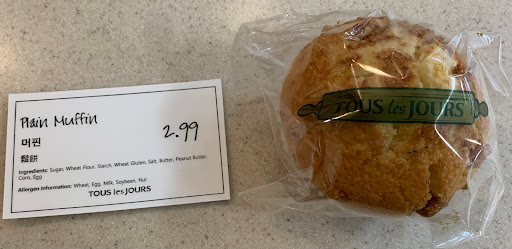 Plain Muffin
2.99
머핀
鬆餅
Ingredients: Sugar, Wheat Flour, Starch, Wheat Gluten, Salt, Butter, Peanut Butter,
Corn, Egg
Allergen Information: Wheat, Egg, Milk, Soybean, Nut
TOUS les JOURS
TOUS les JOURS